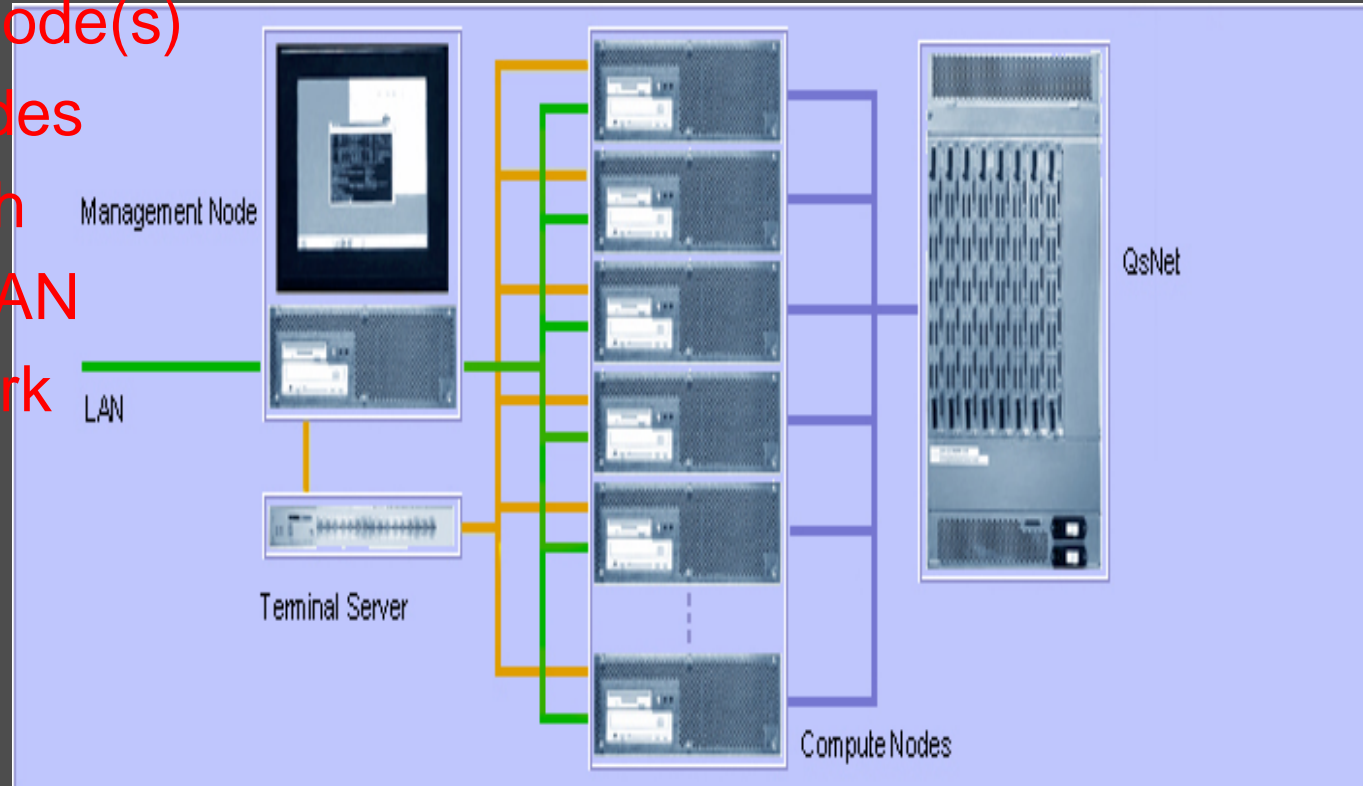 ode(s)
des
Management Node
AN
rk
LAN
QsNet
Terminal Server
Compute Nodes